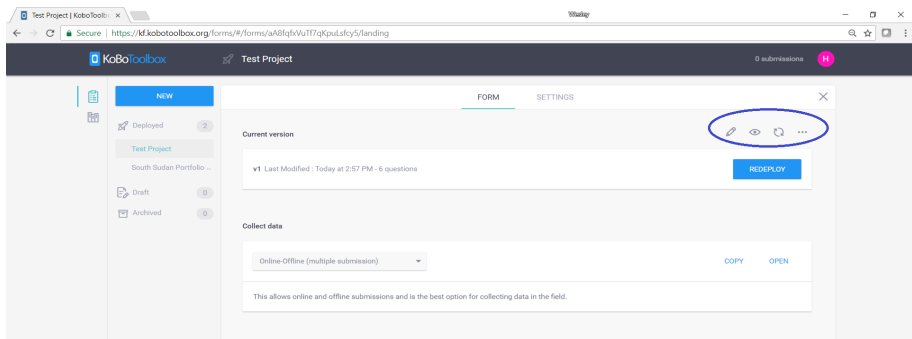 Test Project | KoboToolbo
Wesley
Secure | https://kf.kobotoolbox.org/forms/#/forms/aA8fqfxVuTf7qKpuLsfcy5/landing
KoBoToolbox
Test Project
0 submissions
H
NEW
FORM
SETTINGS
Deployed
2
Test Project
South Sudan Portfolio ..
Draft
0
Archived
0
Current version
v1 Last Modified : Today at 2:57 PM - 6 questions
REDEPLOY
Collect data
Online-Offline (multiple submission)
COPY
OPEN
This allows online and offline submissions and is the best option for collecting data in the field.